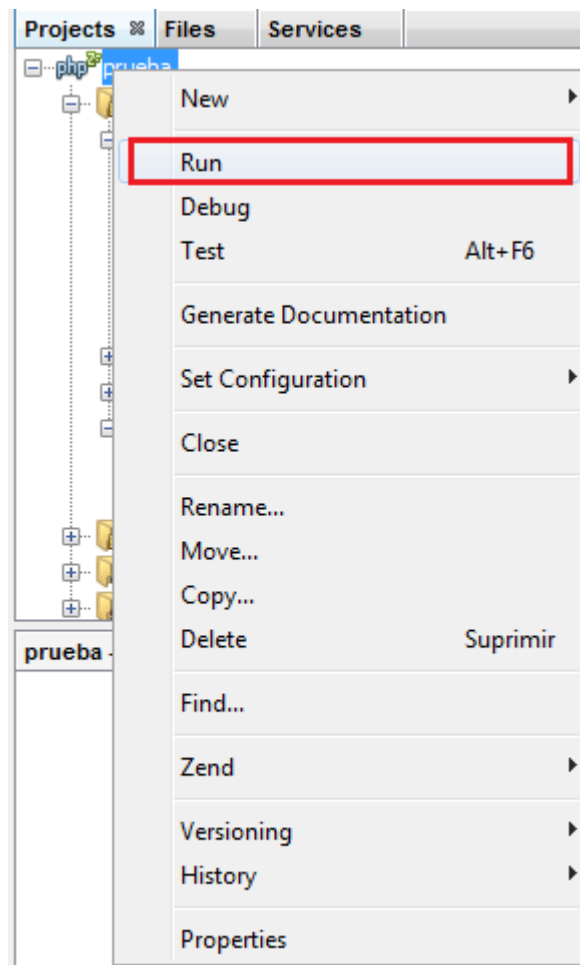 Projects Files Services
php prueba
New
Run
Debug
Test Alt+F6
Generate Documentation
Set Configuration
Close
Rename...
Move...
Copy...
Delete Suprimir
prueba -
Find...
Zend
Versioning
History
Properties